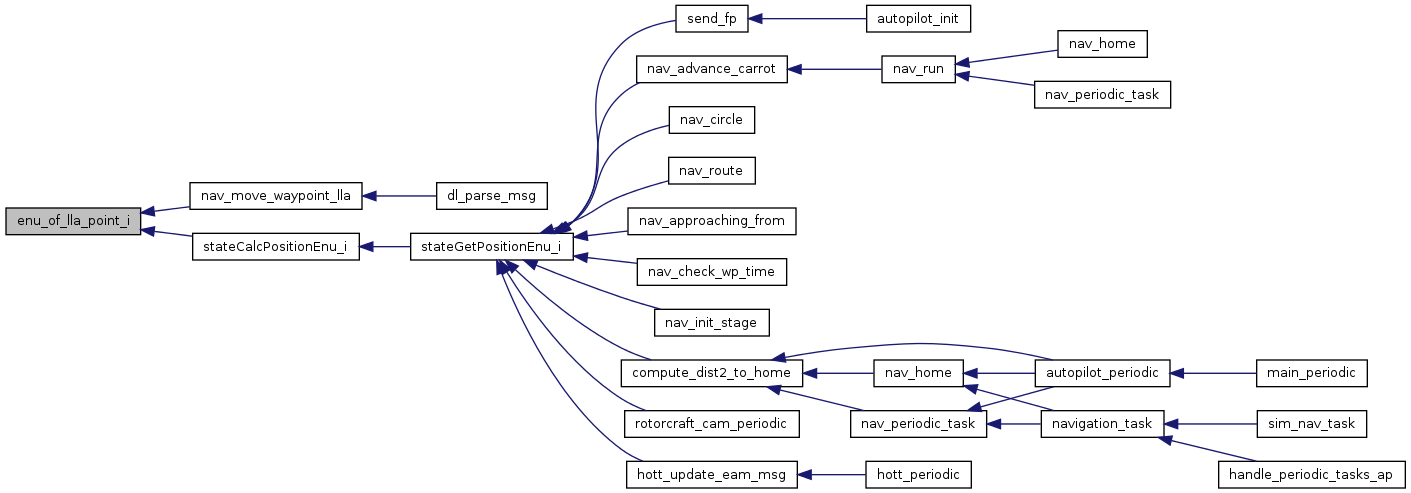 send_fp
autopilot_init
nav_home
nav_advance_carrot
nav_run
nav_periodic_task
nav_circle
nav_route
nav_move_waypoint_lla
dl_parse_msg
enu_of_lla_point_i
nav_approaching_from
stateCalcPositionEnu_i
stateGetPositionEnu_i
nav_check_wp_time
nav_init_stage
compute_dist2_to_home
nav_home
autopilot_periodic
main_periodic
rotorcraft_cam_periodic
nav_periodic_task
navigation_task
sim_nav_task
hott_update_eam_msg
hott_periodic
handle_periodic_tasks_ap